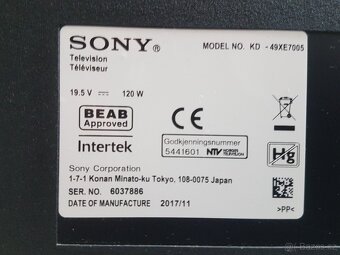 SONY®
MODEL NO. KD - 49XE7005
Television
Téléviseur
19.5 V 120 W
BEAB
Approved
Intertek
CE
Godkjenningsnummer
5441601 NTV
Hg
Sony Corporation
1-7-1 Konan Minato-ku Tokyo, 108-0075 Japan
SER. NO. 6037886
DATE OF MANUFACTURE 2017/11
>PP<